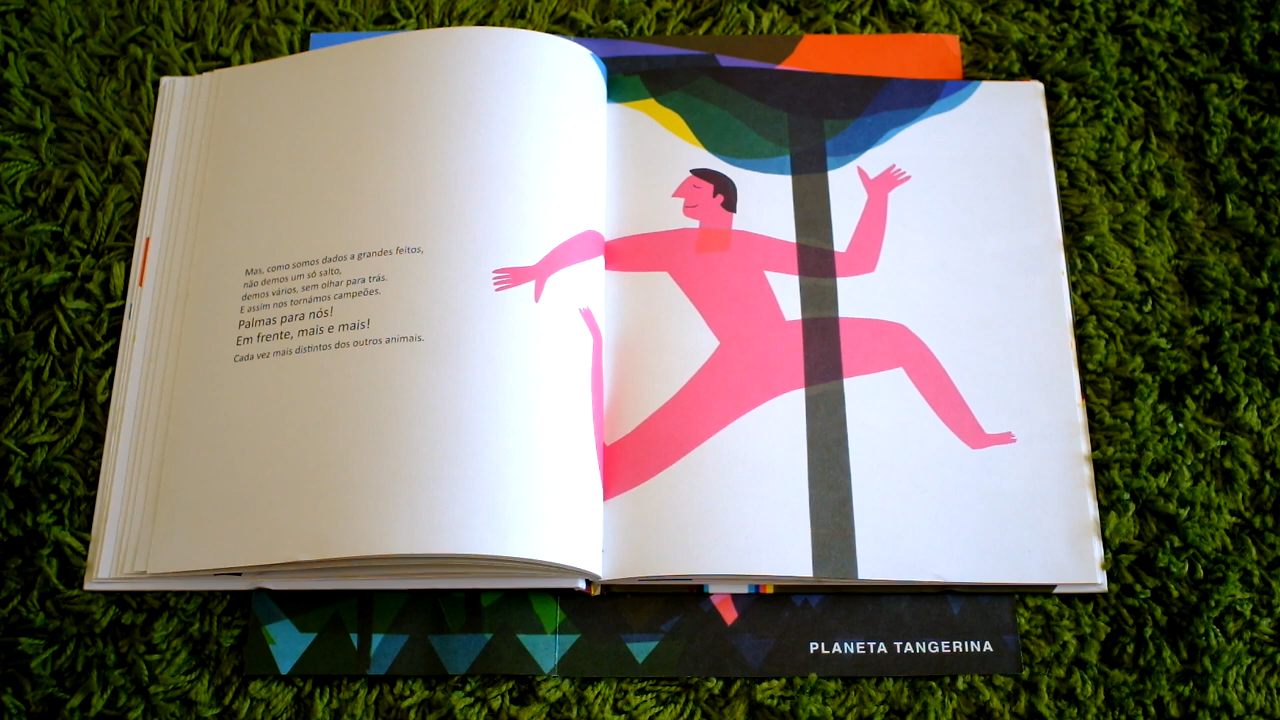 Mas, como somos dados a grandes feitos,
não demos um só salto,
demos vários, sem olhar para trás.
E assim nos tornámos campeões.
Palmas para nós!
Em frente, mais e mais!
Cada vez mais distintos dos outros animais.
PLANETA TANGERINA